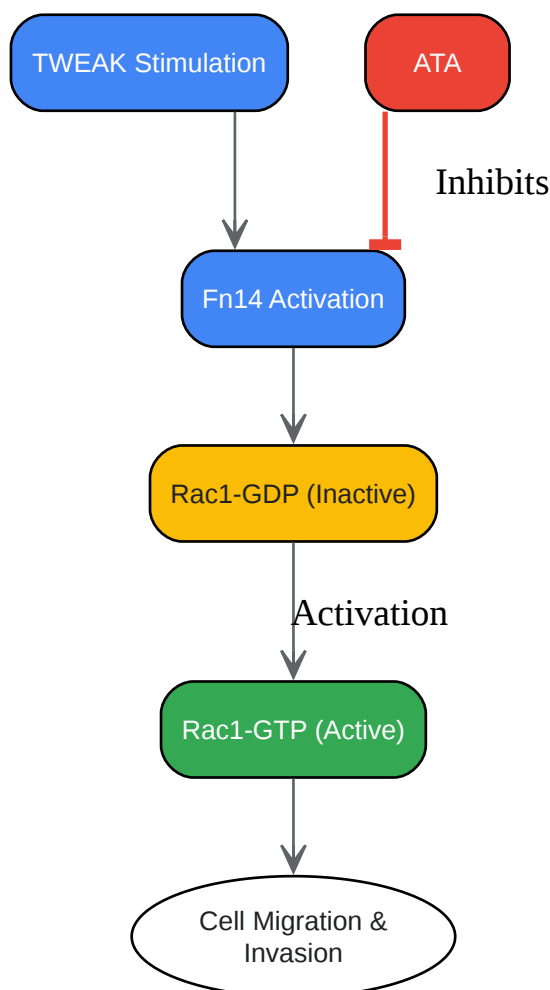 TWEAK Stimulation
ATA
Inhibits
Fn14 Activation
Rac1-GDP (Inactive)
Activation
Rac1-GTP (Active)
Cell Migration &
Invasion